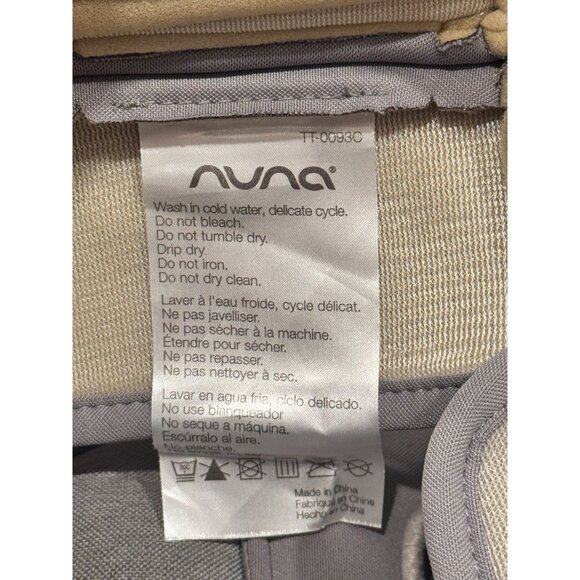 TT-0093C
nuna®
Wash in cold water, delicate cycle.
Do not bleach.
Do not tumble dry.
Drip dry.
Do not iron.
Do not dry clean.
Laver à l'eau froide, cycle délicat.
Ne pas javelliser.
Ne pas sécher à la machine.
Étendre pour sécher.
Ne pas repasser.
Ne pas nettoyer à sec.
Lavar en agua fria, ciclo delicado.
No use blanqueador
No seque a máquina.
Escúrralo al aire.
No planche.
Made in China
Fabriqué en Chine
Hecho en China